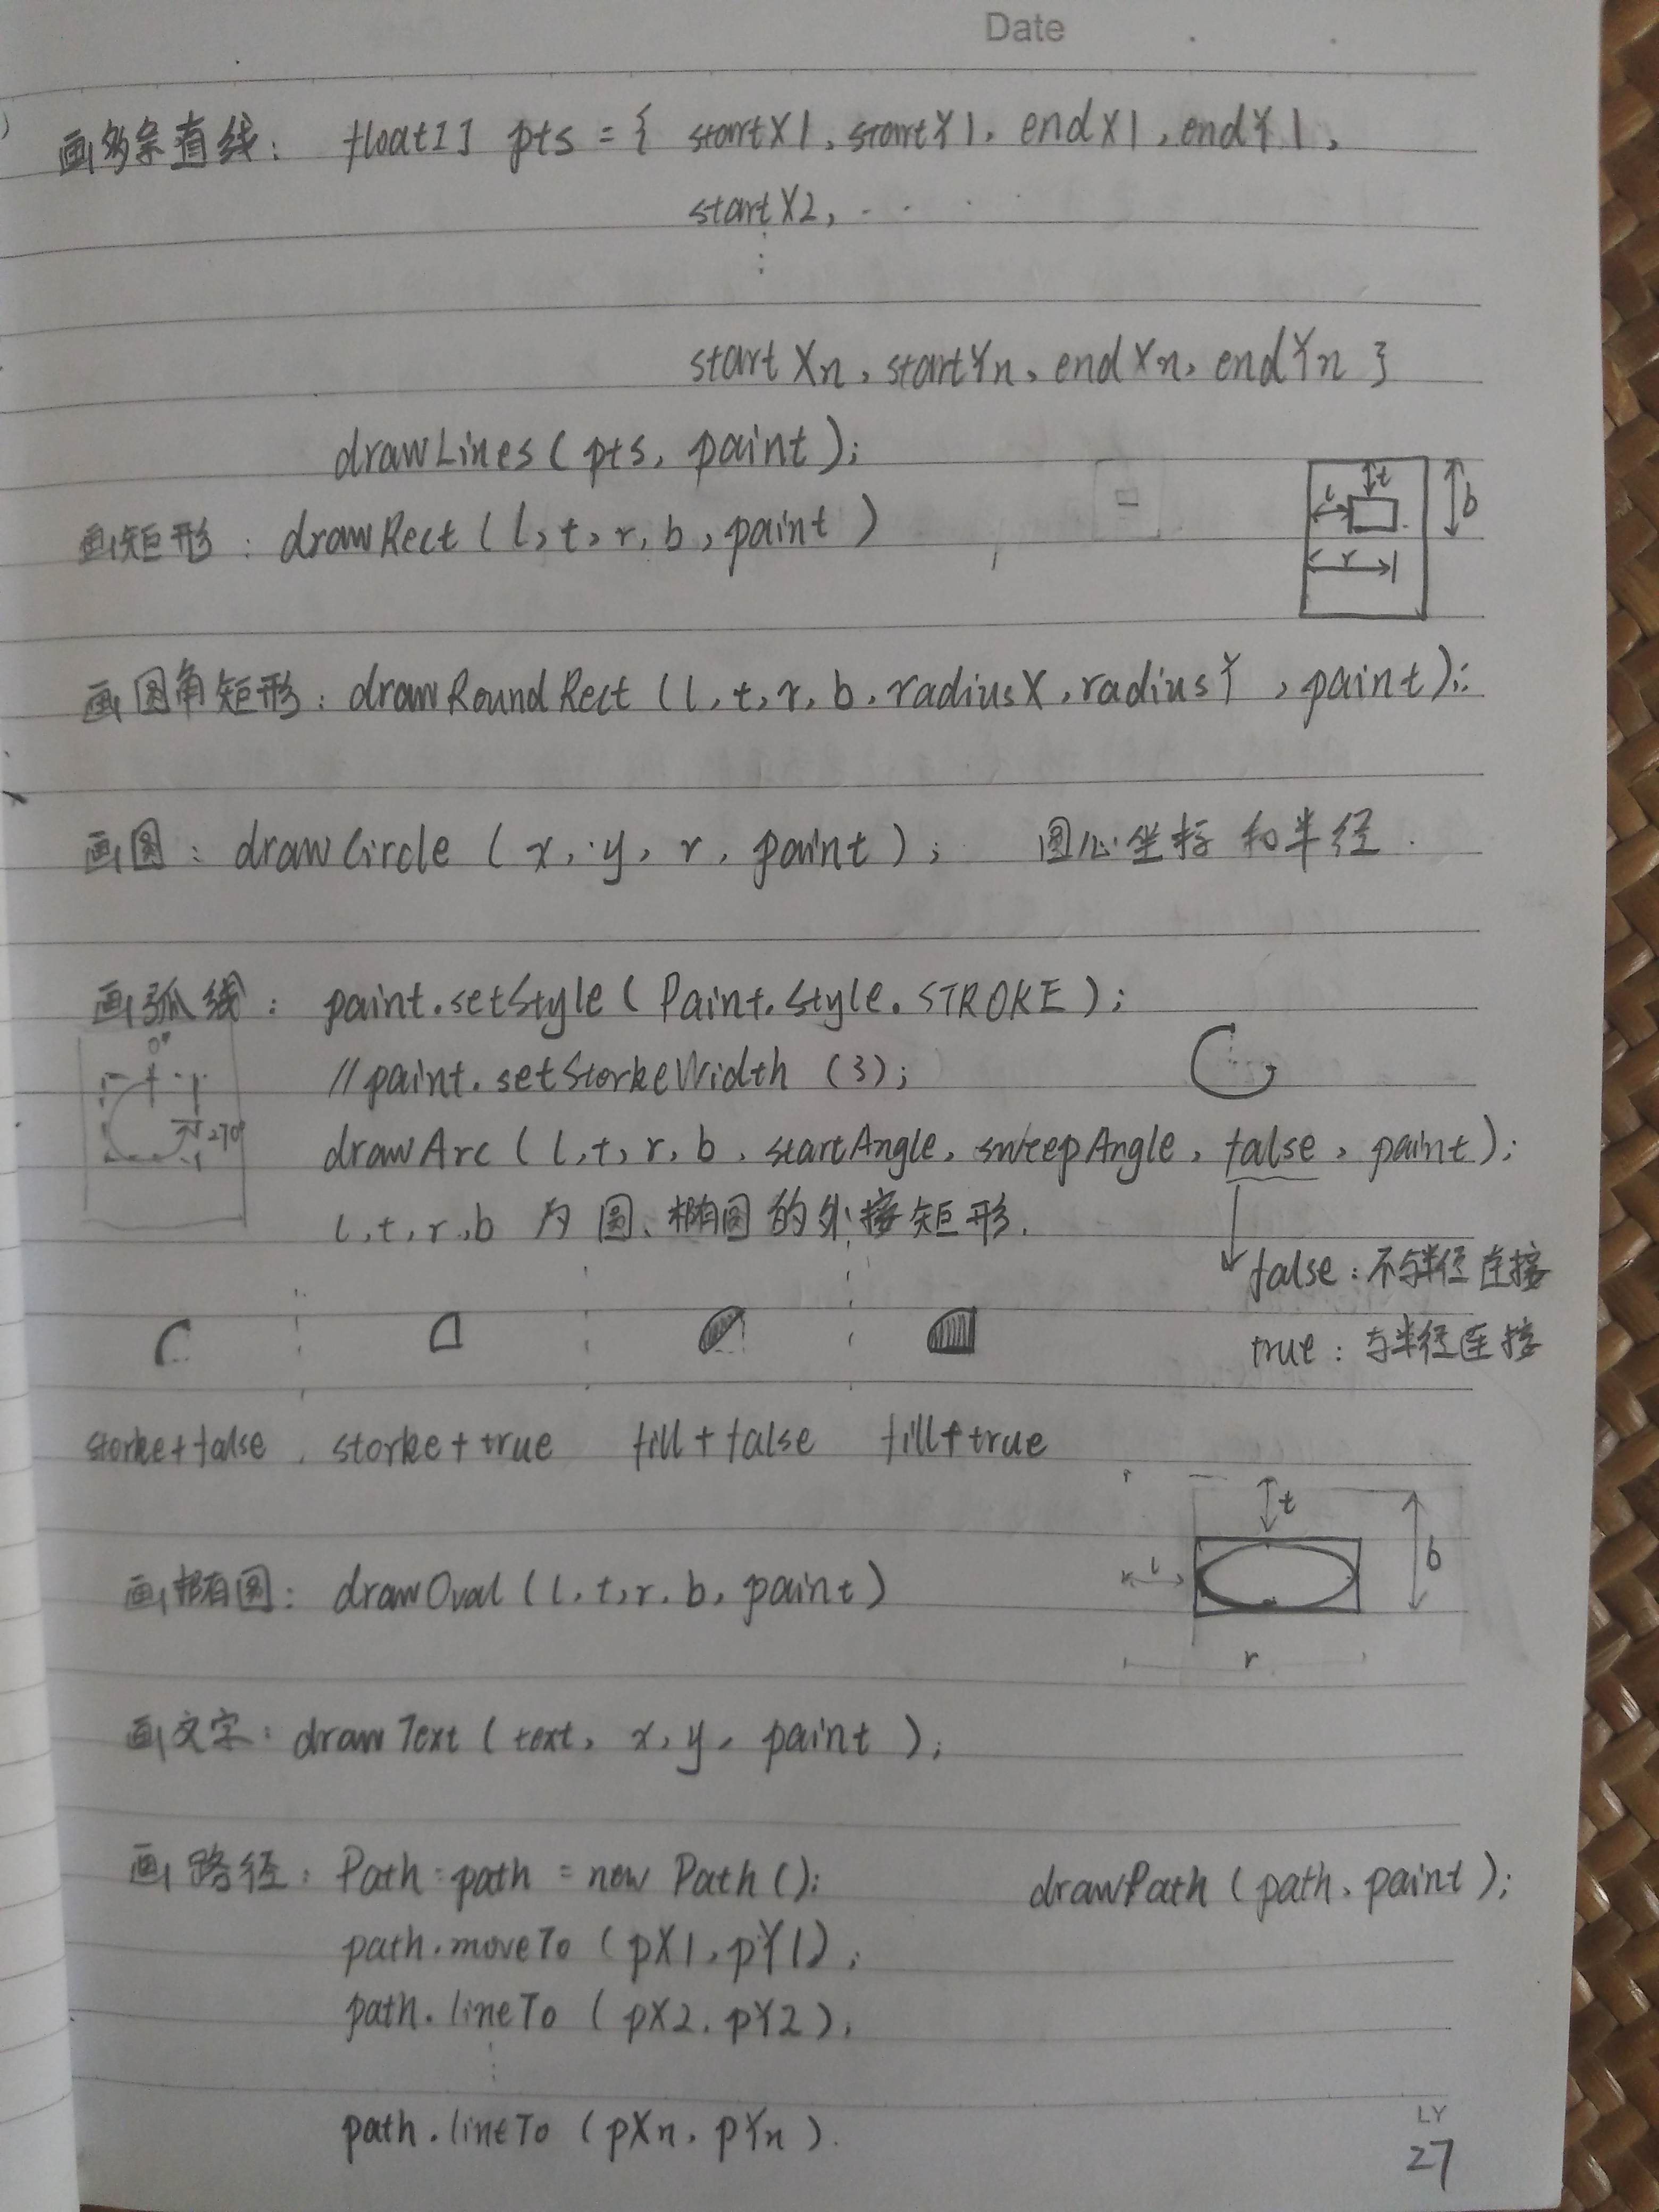 Date
画多条直线: float[] pts = { startX1, startY1, endX1, endY1,
startX2, ...
startXn, startYn, endXn, endYn }
drawLines(pts, paint);
画矩形: drawRect(l, t, r, b, paint)
l t b
r
画圆角矩形: drawRoundRect(l, t, r, b, radiusX, radiusY, paint);
画圆: drawCircle(x, y, r, paint); 圆心坐标和半径.
画弧线: paint.setStyle(Paint.Style.STROKE);
0°
//paint.setStorkeWidth(3);
270°
drawArc(l, t, r, b, startAngle, sweepAngle, false, paint);
l, t, r, b 为圆、椭圆的外接矩形.
false: 不与半径连接
true: 与半径连接
storke+false storke+true fill+false fill+true
t
画椭圆: drawOval(l, t, r, b, paint)
l b
r
画文字: drawText(text, x, y, paint);
画路径: Path path = new Path(); drawPath(path, paint);
path.moveTo(pX1, pY1);
path.lineTo(pX2, pY2);
path.lineTo(pXn, pYn).
LY
27